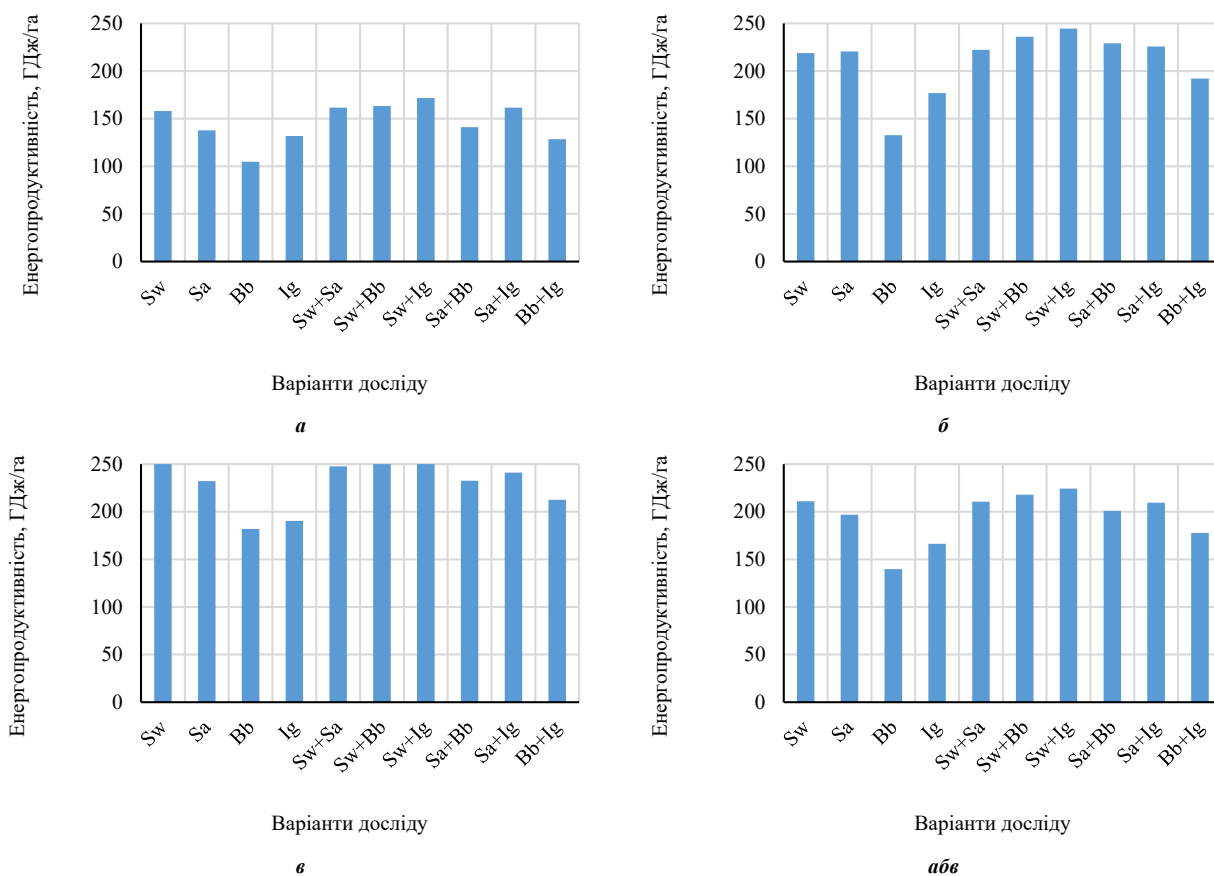 Енергопродуктивність, ГДж/га
250
200
150
100
50
0
Sw
Sa
Bb
Ig
Sw+Sa
Sw+Bb
Sw+Ig
Sa+Bb
Sa+Ig
Bb+Ig
Варіанти досліду
а
Енергопродуктивність, ГДж/га
250
200
150
100
50
0
Sw
Sa
Bb
Ig
Sw+Sa
Sw+Bb
Sw+Ig
Sa+Bb
Sa+Ig
Bb+Ig
Варіанти досліду
б
Енергопродуктивність, ГДж/га
250
200
150
100
50
0
Sw
Sa
Bb
Ig
Sw+Sa
Sw+Bb
Sw+Ig
Sa+Bb
Sa+Ig
Bb+Ig
Варіанти досліду
в
Енергопродуктивність, ГДж/га
250
200
150
100
50
0
Sw
Sa
Bb
Ig
Sw+Sa
Sw+Bb
Sw+Ig
Sa+Bb
Sa+Ig
Bb+Ig
Варіанти досліду
абв